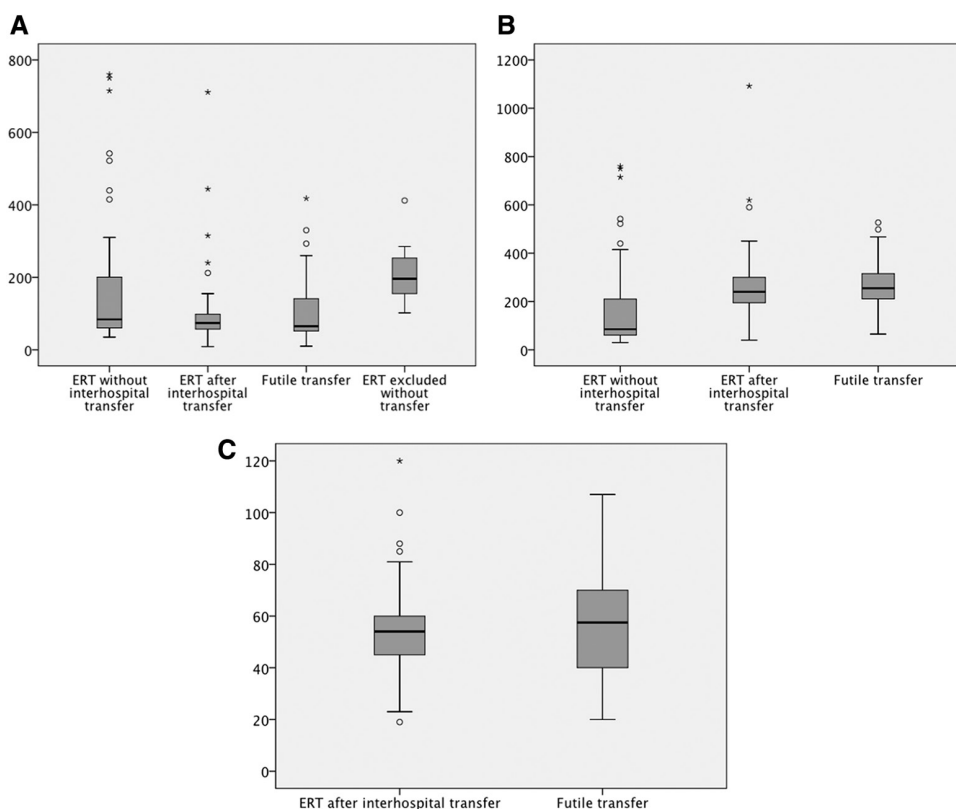 A
800
600
400
200
0
ERT without interhospital transfer
ERT after interhospital transfer
Futile transfer
ERT excluded without transfer
B
1200
1000
800
600
400
200
0
ERT without interhospital transfer
ERT after interhospital transfer
Futile transfer
C
120
100
80
60
40
20
0
ERT after interhospital transfer
Futile transfer